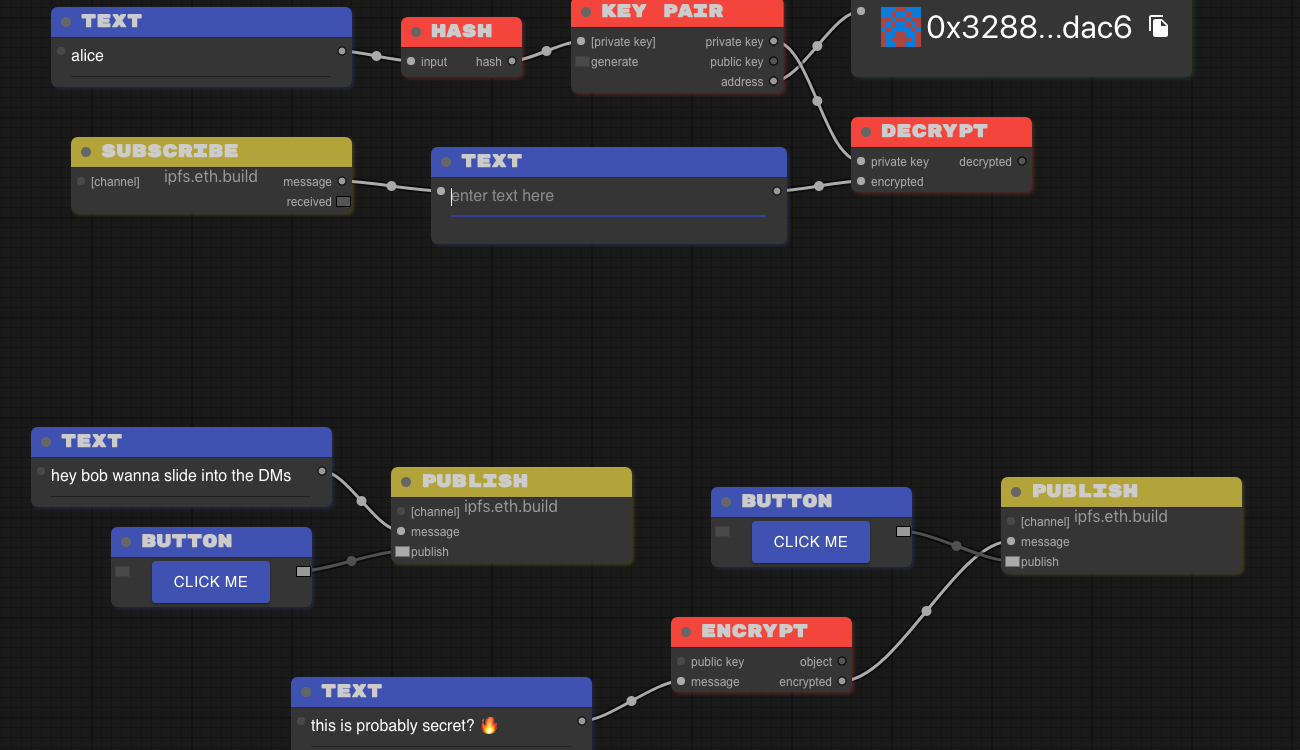 TEXT
alice
HASH
input hash
KEY PAIR
[private key] private key
generate public key
address
0x3288...dac6
SUBSCRIBE
[channel] ipfs.eth.build message
received
TEXT
enter text here
DECRYPT
private key decrypted
encrypted
TEXT
hey bob wanna slide into the DMs
PUBLISH
[channel] ipfs.eth.build
message
publish
BUTTON
CLICK ME
BUTTON
CLICK ME
PUBLISH
[channel] ipfs.eth.build
message
publish
ENCRYPT
public key object
message encrypted
TEXT
this is probably secret? 🔥